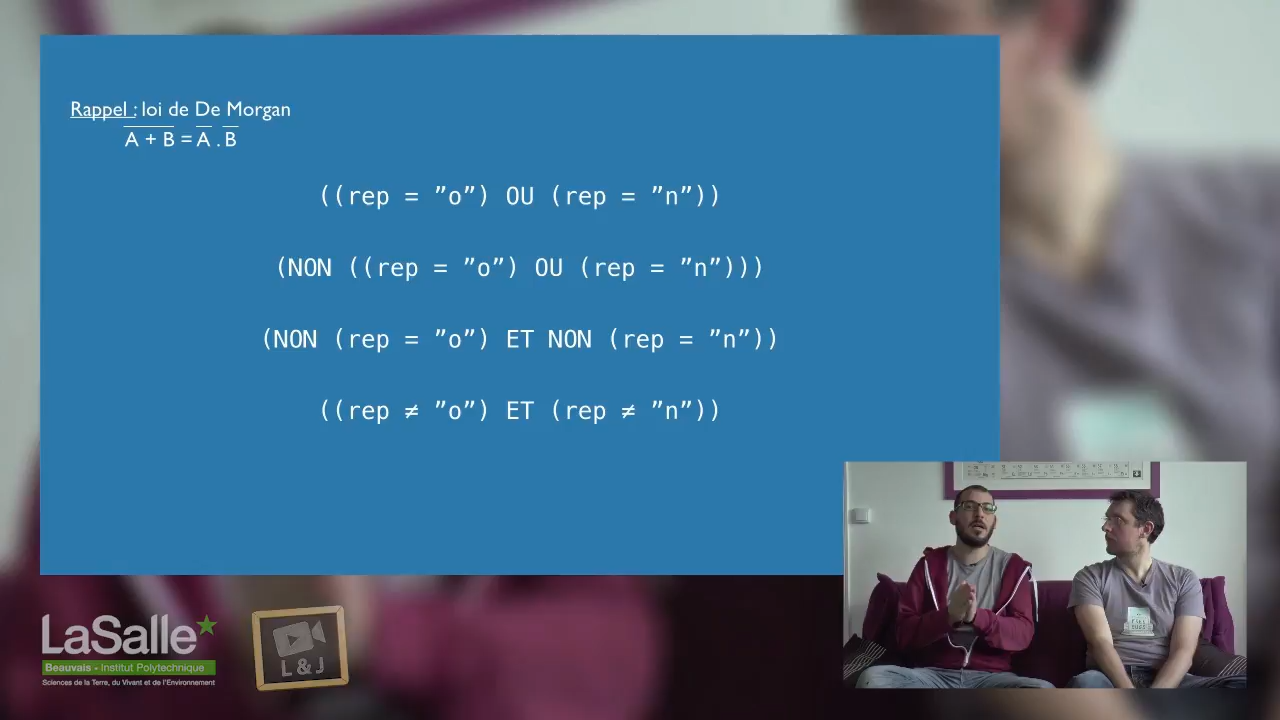 Rappel : loi de De Morgan
A̅ ̅+̅ ̅B̅ = A̅ . B̅
((rep = ”o”) OU (rep = ”n”))
(NON ((rep = ”o”) OU (rep = ”n”)))
(NON (rep = ”o”) ET NON (rep = ”n”))
((rep ≠ ”o”) ET (rep ≠ ”n”))
LaSalle
Beauvais - Institut Polytechnique
Sciences de la Terre, du Vivant et de l'Environnement
L & J